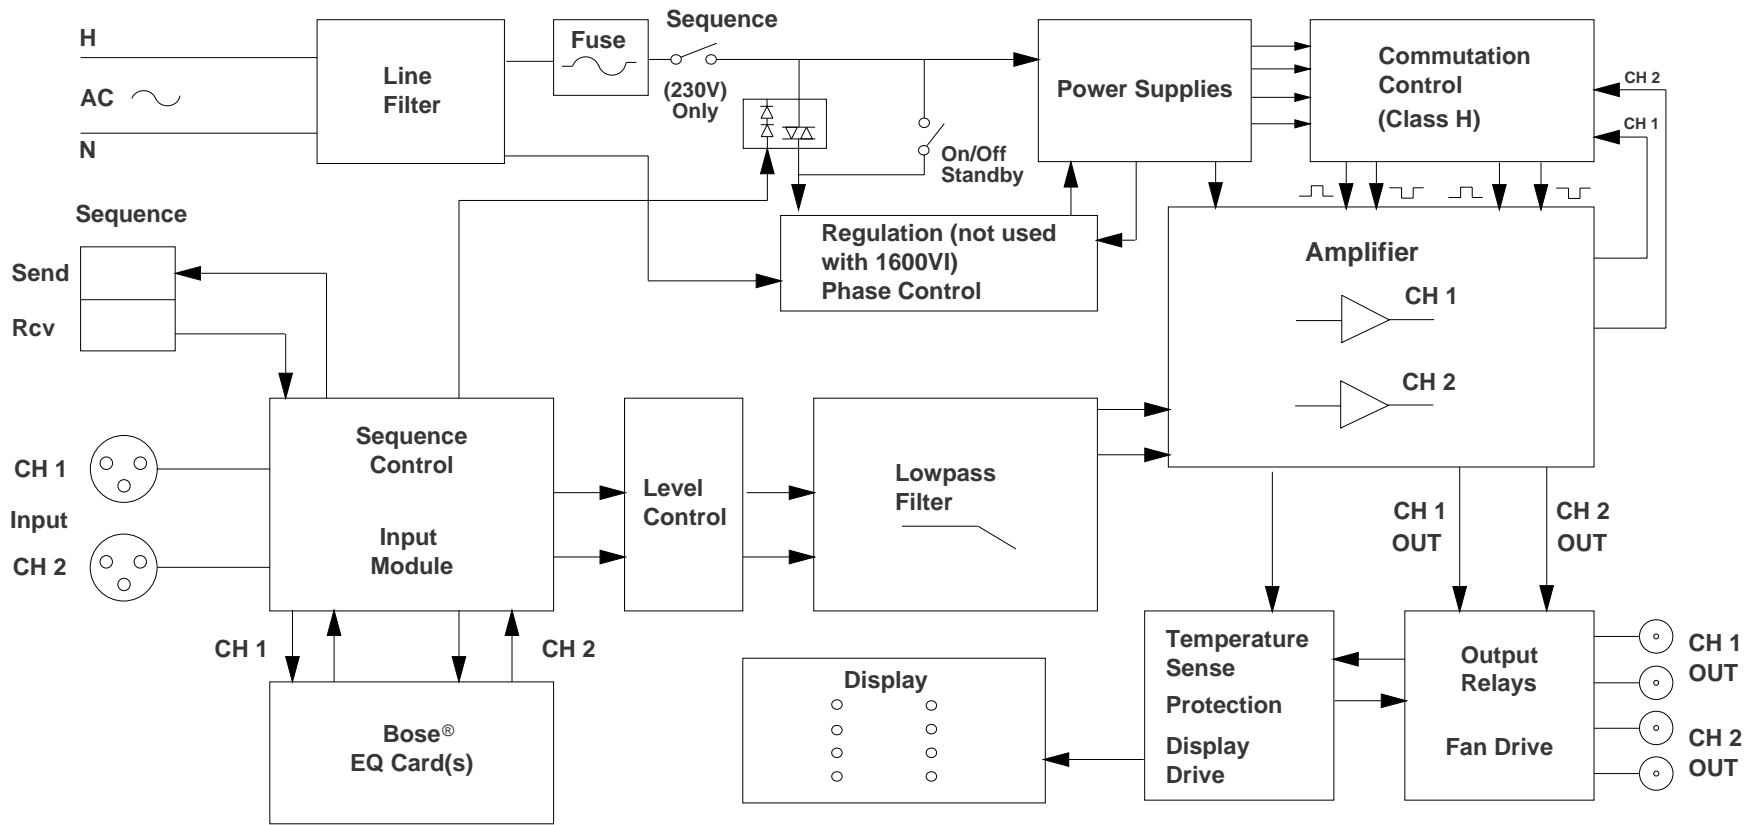 H
AC
N
Line
Filter
Fuse
Sequence
(230V)
Only
On/Off
Standby
Power Supplies
Commutation
Control
(Class H)
CH 2
CH 1
Sequence
Send
Rcv
Regulation (not used
with 1600VI)
Phase Control
Amplifier
CH 1
CH 2
CH 1
Input
CH 2
Sequence
Control
Input
Module
Level
Control
Lowpass
Filter
CH 1
OUT
CH 2
OUT
CH 1
CH 2
Bose®
EQ Card(s)
Display
Temperature
Sense
Protection
Display
Drive
Output
Relays
Fan Drive
CH 1
OUT
CH 2
OUT